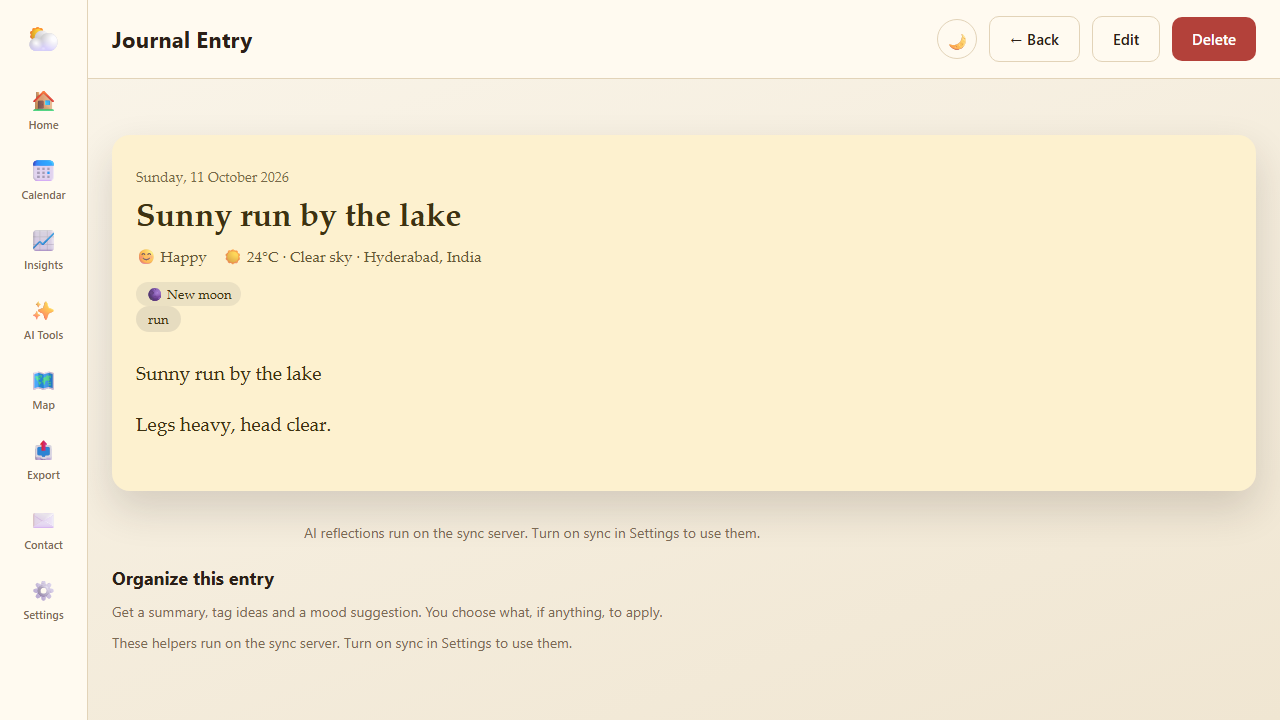 Journal Entry
← Back
Edit
Delete
Home
Calendar
Insights
AI Tools
Map
Export
Contact
Settings
Sunday, 11 October 2026
Sunny run by the lake
Happy
24°C · Clear sky · Hyderabad, India
New moon
run
Sunny run by the lake
Legs heavy, head clear.
AI reflections run on the sync server. Turn on sync in Settings to use them.
Organize this entry
Get a summary, tag ideas and a mood suggestion. You choose what, if anything, to apply.
These helpers run on the sync server. Turn on sync in Settings to use them.